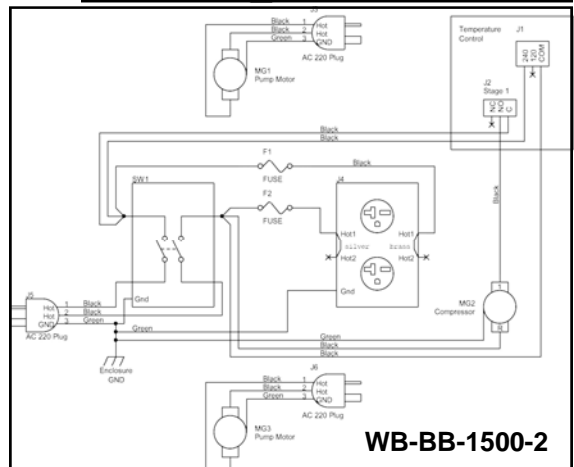 J3
Black
Black
Green
1
2
3
Hot
Hot
GND
AC 220 Plug
MG1
Pump Motor
Temperature
Control
J1
240
120
COM
J2
Stage 1
NC
NO
C
Black
Black
F1
FUSE
Black
F2
FUSE
SW1
J4
Hot1
Hot1
Silver
Brass
Hot2
Hot2
Gnd
Gnd
Black
J5
Hot
Hot
GND
1
2
3
Black
Black
Green
AC 220 Plug
Green
Enclosure
GND
1
MG2
Compressor
R
Green
Black
Black
J6
Black
Black
Green
1
2
3
Hot
Hot
GND
AC 220 Plug
MG3
Pump Motor
WB-BB-1500-2